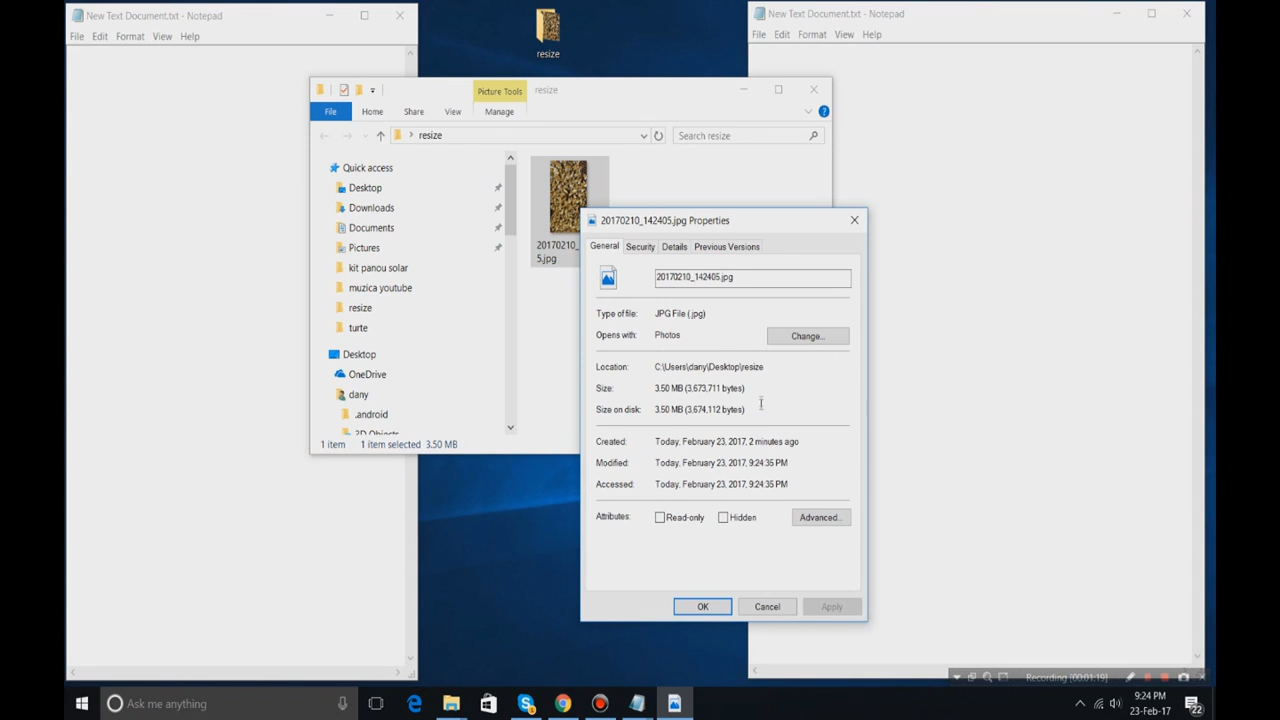 New Text Document.txt - Notepad
File Edit Format View Help
resize
New Text Document.txt - Notepad
File Edit Format View Help
Picture Tools
resize
File Home Share View Manage
resize
Search resize
Quick access
Desktop
Downloads
Documents
Pictures
kit panou solar
muzica youtube
resize
turte
Desktop
OneDrive
dany
.android
3D Objects
1 item 1 item selected 3.50 MB
20170210_
5.jpg
20170210_142405.jpg Properties
General Security Details Previous Versions
20170210_142405.jpg
Type of file: JPG File (.jpg)
Opens with: Photos Change...
Location: C:\Users\dany\Desktop\resize
Size: 3.50 MB (3,673,711 bytes)
Size on disk: 3.50 MB (3,674,112 bytes)
Created: Today, February 23, 2017, 2 minutes ago
Modified: Today, February 23, 2017, 9:24:35 PM
Accessed: Today, February 23, 2017, 9:24:35 PM
Attributes: Read-only Hidden Advanced...
OK Cancel Apply
Recording [00:01:19]
Ask me anything
9:24 PM
23-Feb-17
22